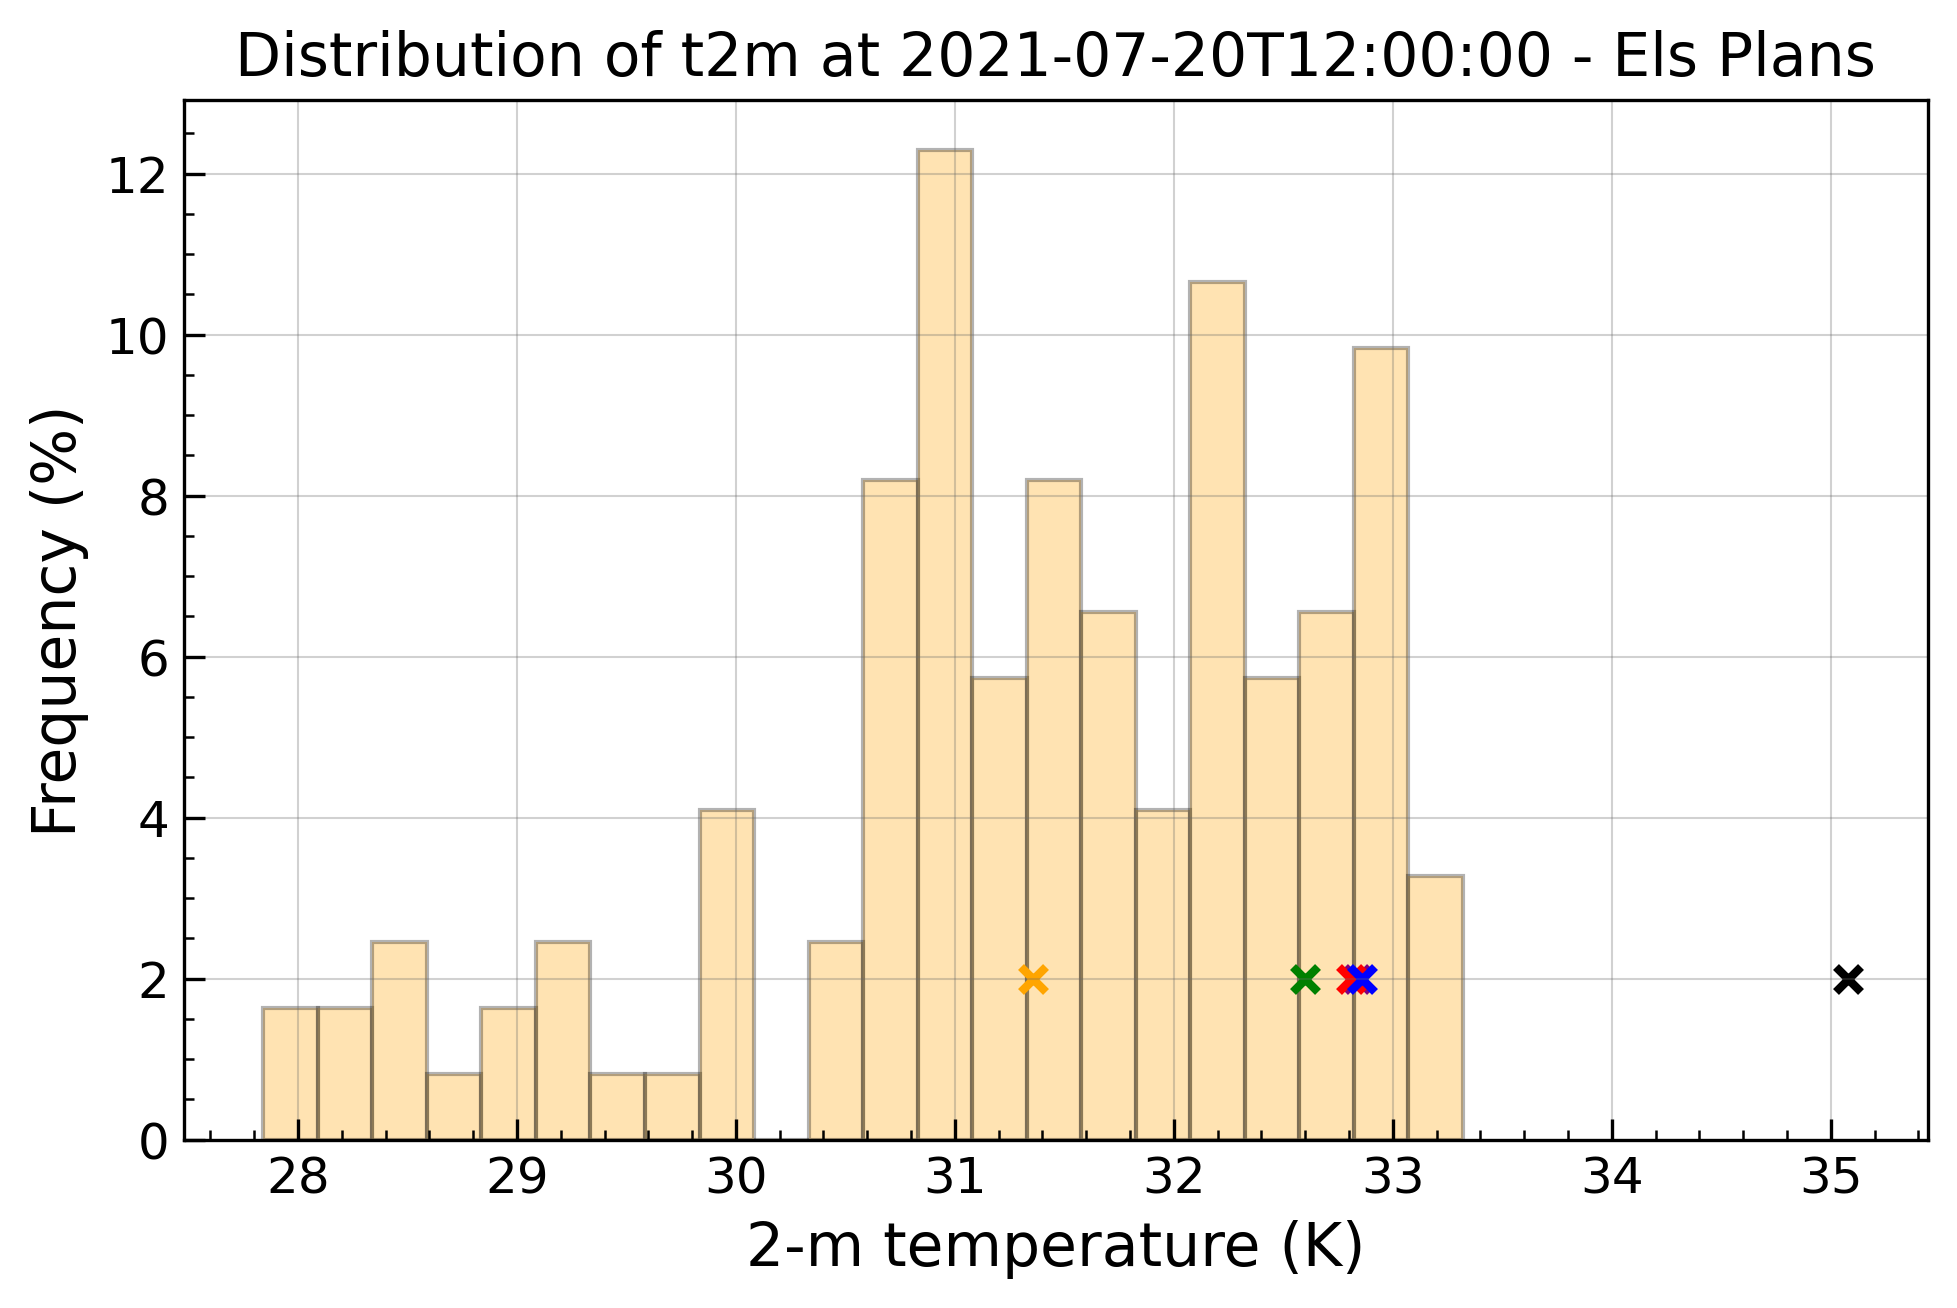 Distribution of t2m at 2021-07-20T12:00:00 - Els Plans
12
10
8
6
4
2
0
Frequency (%)
28 29 30 31 32 33 34 35
2-m temperature (K)